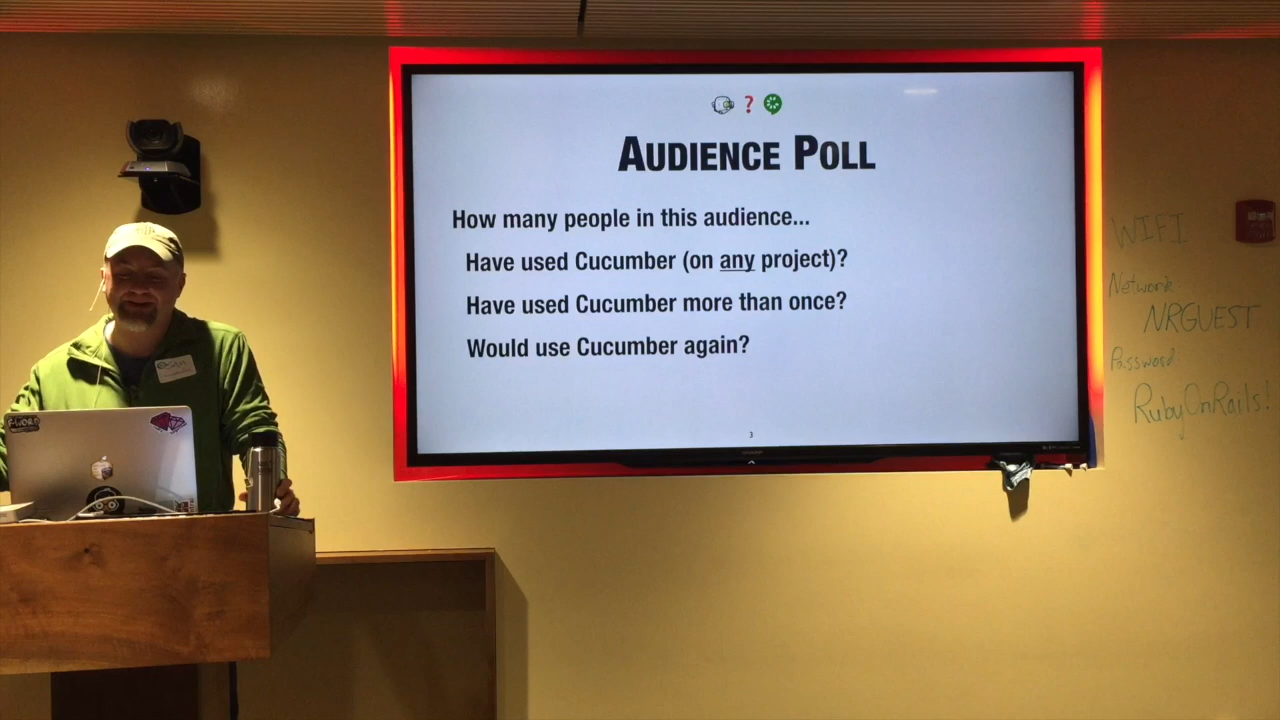 ❓
AUDIENCE POLL
How many people in this audience...
Have used Cucumber (on any project)?
Have used Cucumber more than once?
Would use Cucumber again?
3
WIFI
Network:
NRGUEST
Password:
RubyOnRails!